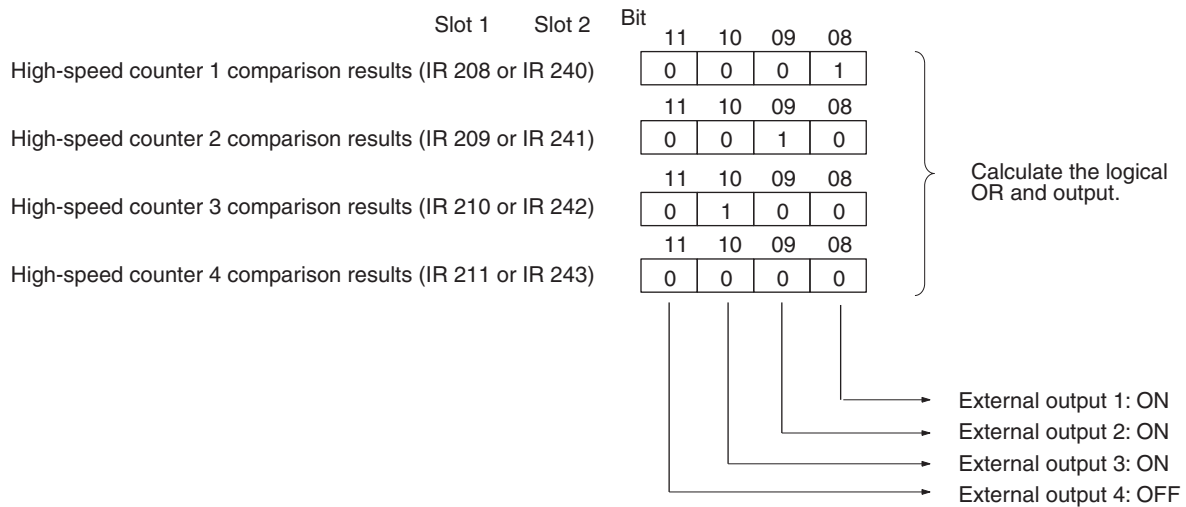 Slot 1 Slot 2 Bit
11 10 09 08
High-speed counter 1 comparison results (IR 208 or IR 240) 0 0 0 1
11 10 09 08
High-speed counter 2 comparison results (IR 209 or IR 241) 0 0 1 0
11 10 09 08
High-speed counter 3 comparison results (IR 210 or IR 242) 0 1 0 0
11 10 09 08
High-speed counter 4 comparison results (IR 211 or IR 243) 0 0 0 0
Calculate the logical
OR and output.
External output 1: ON
External output 2: ON
External output 3: ON
External output 4: OFF